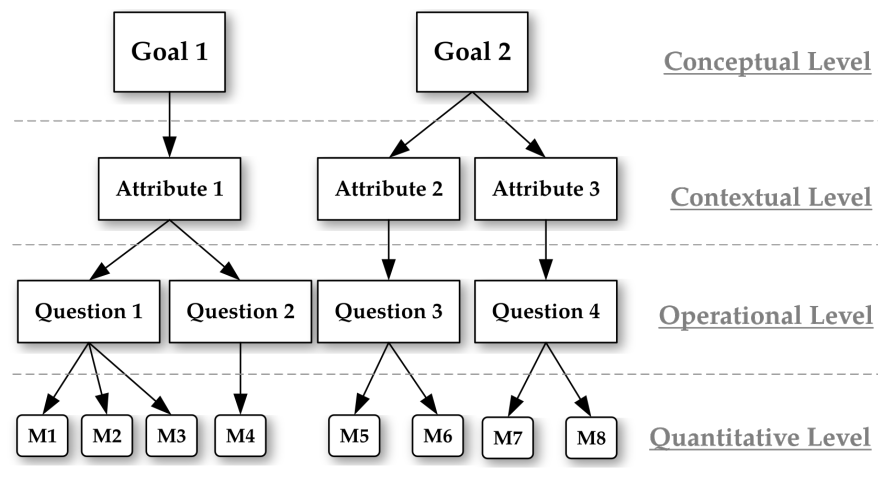 Goal 1
Goal 2
Conceptual Level
Attribute 1
Attribute 2
Attribute 3
Contextual Level
Question 1
Question 2
Question 3
Question 4
Operational Level
M1
M2
M3
M4
M5
M6
M7
M8
Quantitative Level